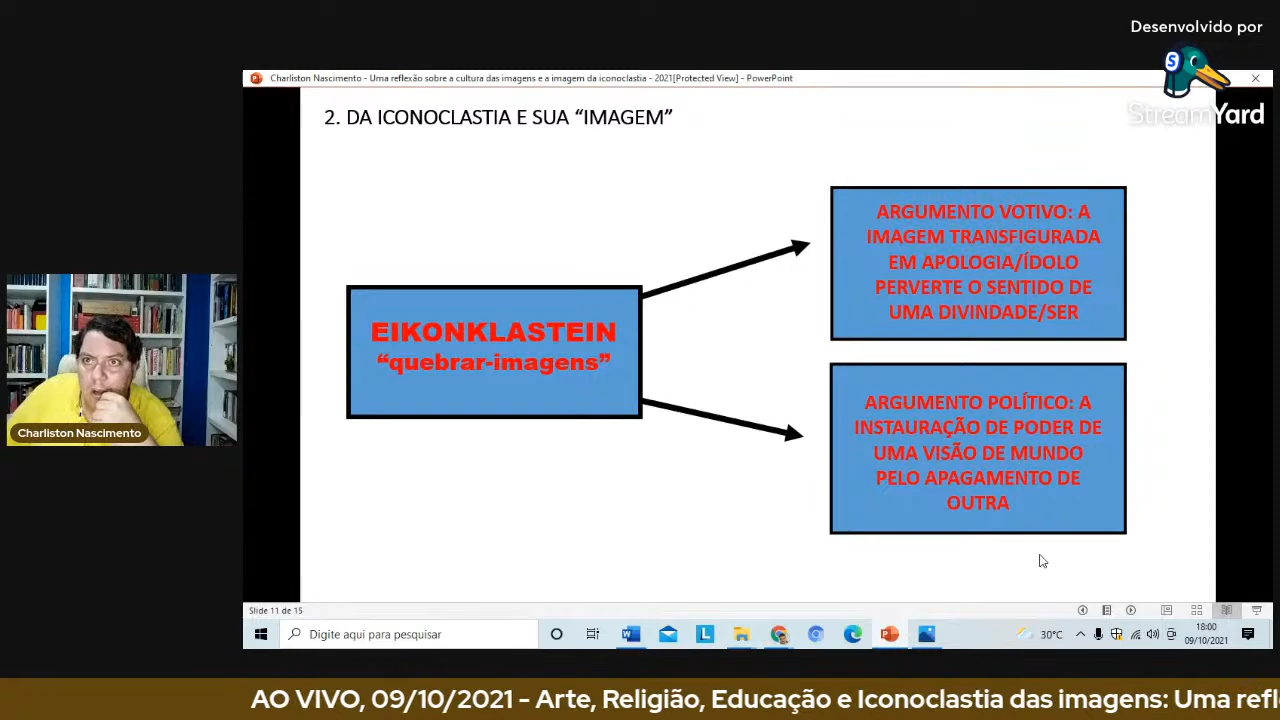 Desenvolvido por
StreamYard
Charliston Nascimento - Uma reflexão sobre a cultura das imagens e a imagem da iconoclastia - 2021[Protected View] - PowerPoint
2. DA ICONOCLASTIA E SUA “IMAGEM”
ARGUMENTO VOTIVO: A
IMAGEM TRANSFIGURADA
EM APOLOGIA/ÍDOLO
PERVERTE O SENTIDO DE
UMA DIVINDADE/SER
EIKONKLASTEIN
“quebrar-imagens”
ARGUMENTO POLÍTICO: A
INSTAURAÇÃO DE PODER DE
UMA VISÃO DE MUNDO
PELO APAGAMENTO DE
OUTRA
Charliston Nascimento
Slide 11 de 15
Digite aqui para pesquisar
30°C
18:00
09/10/2021
AO VIVO, 09/10/2021 - Arte, Religião, Educação e Iconoclastia das imagens: Uma refl